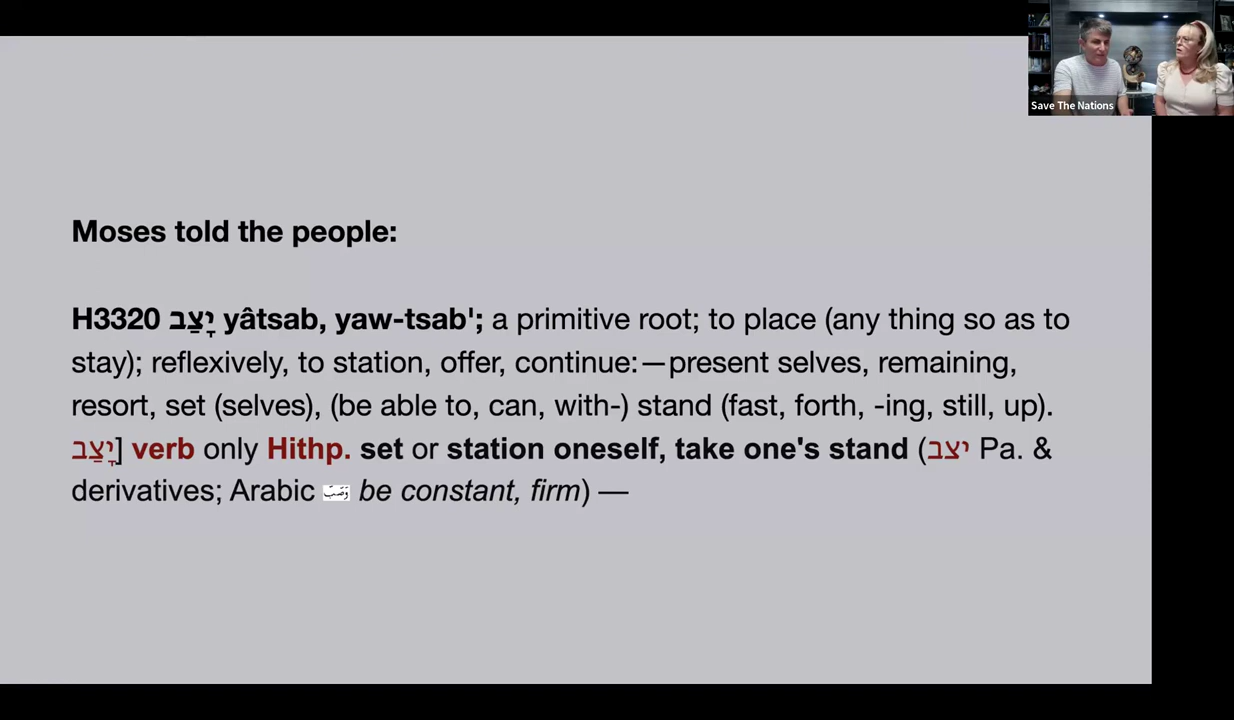 Save The Nations
Moses told the people:
H3320 יָצַב yâtsab, yaw-tsab'; a primitive root; to place (any thing so as to
stay); reflexively, to station, offer, continue:—present selves, remaining,
resort, set (selves), (be able to, can, with-) stand (fast, forth, -ing, still, up).
יָצַב] verb only Hithp. set or station oneself, take one's stand (יצב Pa. &
derivatives; Arabic be constant, firm) —